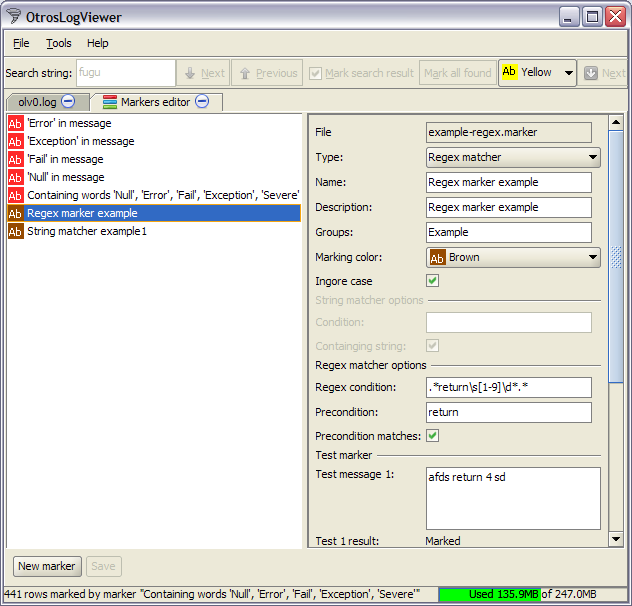 OtrosLogViewer
File Tools Help
Search string: fugu Next Previous Mark search result Mark all found Ab Yellow Next
olv0.log Markers editor
Ab 'Error' in message
Ab 'Exception' in message
Ab 'Fail' in message
Ab 'Null' in message
Ab Containing words 'Null', 'Error', 'Fail', 'Exception', 'Severe'
Ab Regex marker example
Ab String matcher example1
File example-regex.marker
Type: Regex matcher
Name: Regex marker example
Description: Regex marker example
Groups: Example
Marking color: Ab Brown
Ingore case
String matcher options
Condition:
Containging string:
Regex matcher options
Regex condition: .*return\s[1-9]\d*.*
Precondition: return
Precondition matches:
Test marker
Test message 1: afds return 4 sd
Test 1 result: Marked
New marker Save
441 rows marked by marker "Containing words 'Null', 'Error', 'Fail', 'Exception', 'Severe'" Used 135.9MB of 247.0MB